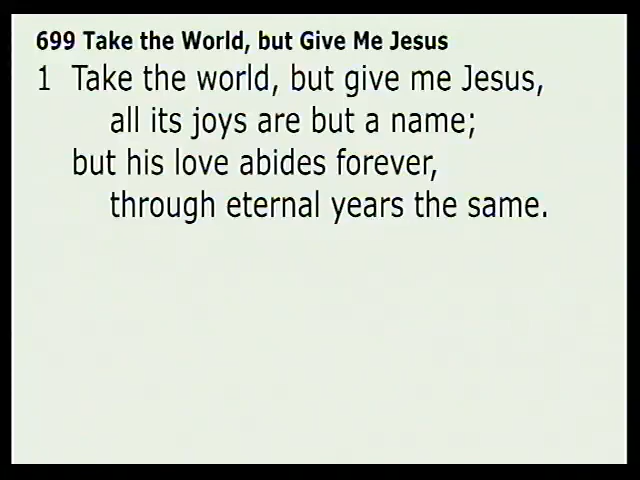 699 Take the World, but Give Me Jesus
1 Take the world, but give me Jesus,
all its joys are but a name;
but his love abides forever,
through eternal years the same.